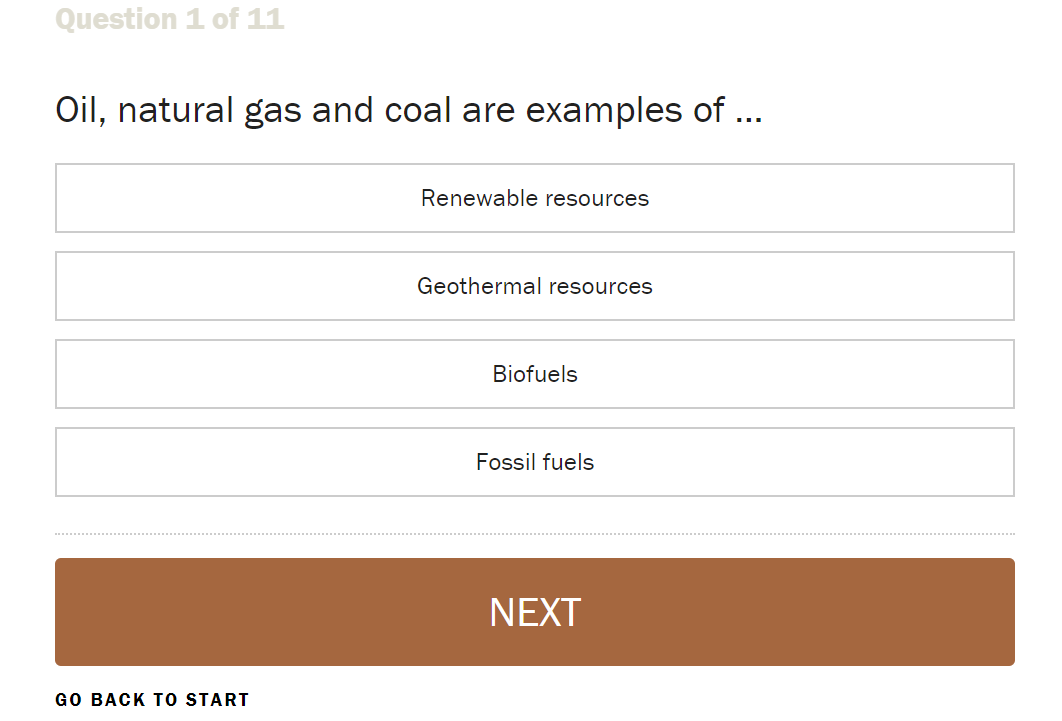 Question 1 of 11
Oil, natural gas and coal are examples of ...
Renewable resources
Geothermal resources
Biofuels
Fossil fuels
NEXT
GO BACK TO START